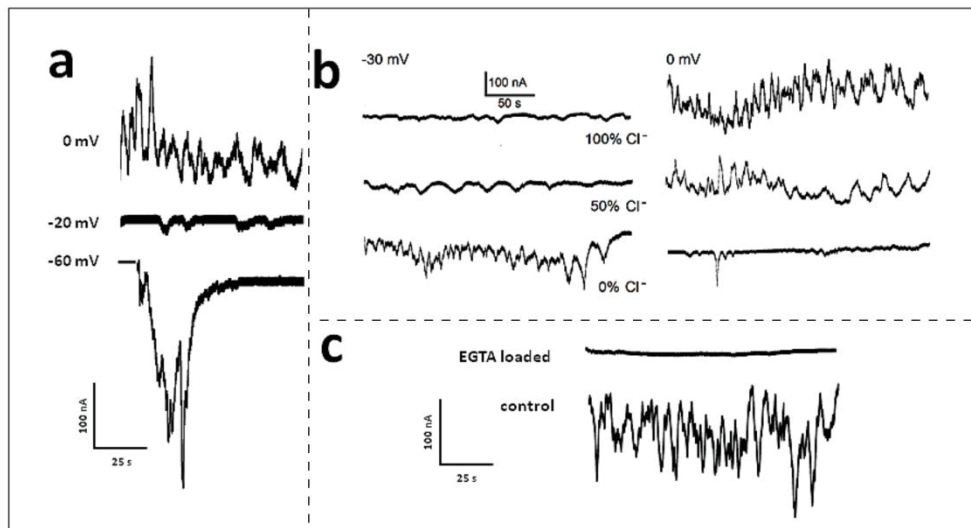 a
0 mV
-20 mV
-60 mV
100 nA
25 s
b
-30 mV
0 mV
100 nA
50 s
100% Cl⁻
50% Cl⁻
0% Cl⁻
c
EGTA loaded
control
100 nA
25 s